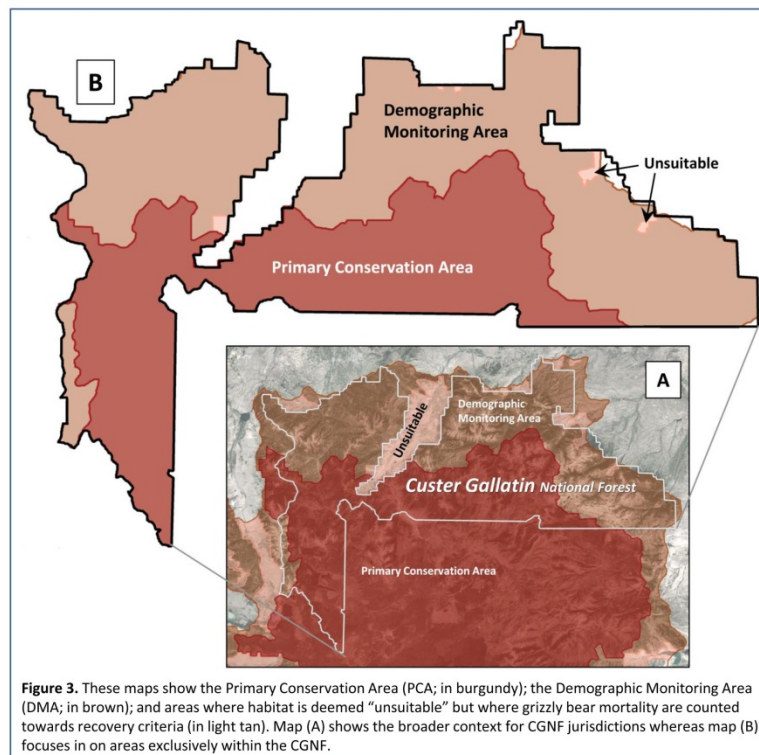 B
Demographic
Monitoring Area
Unsuitable
Primary Conservation Area
A
Demographic
Monitoring Area
Unsuitable
Custer Gallatin National Forest
Primary Conservation Area
Figure 3. These maps show the Primary Conservation Area (PCA; in burgundy); the Demographic Monitoring Area
(DMA; in brown); and areas where habitat is deemed “unsuitable” but where grizzly bear mortality are counted
towards recovery criteria (in light tan). Map (A) shows the broader context for CGNF jurisdictions whereas map (B)
focuses in on areas exclusively within the CGNF.